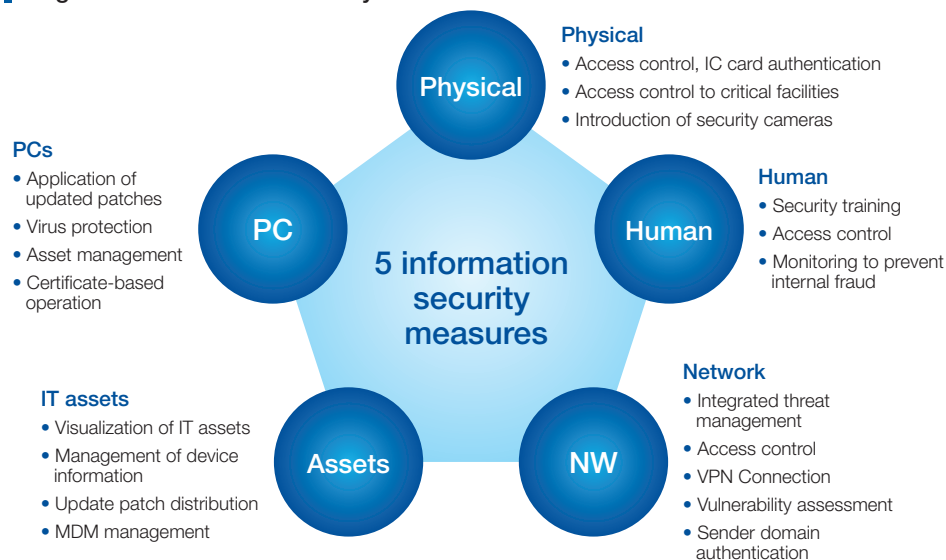 Physical
Physical
• Access control, IC card authentication
• Access control to critical facilities
• Introduction of security cameras
PCs
• Application of
updated patches
• Virus protection
• Asset management
• Certificate-based
operation
PC
Human
Human
• Security training
• Access control
• Monitoring to prevent
internal fraud
5 information
security
measures
IT assets
• Visualization of IT assets
• Management of device
information
• Update patch distribution
• MDM management
Assets
NW
Network
• Integrated threat
management
• Access control
• VPN Connection
• Vulnerability assessment
• Sender domain
authentication